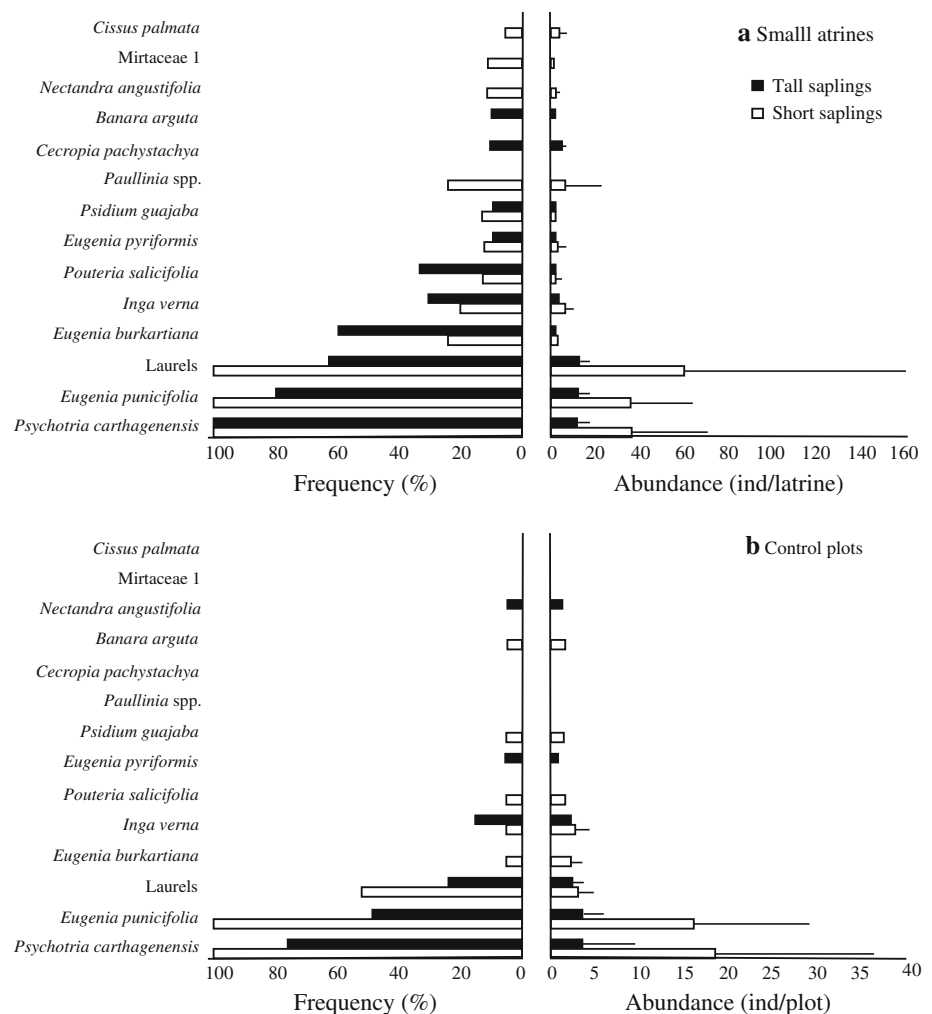 a Smalll atrines
Tall saplings
Short saplings
Cissus palmata
Mirtaceae 1
Nectandra angustifolia
Banara arguta
Cecropia pachystachya
Paullinia spp.
Psidium guajaba
Eugenia pyriformis
Pouteria salicifolia
Inga verna
Eugenia burkartiana
Laurels
Eugenia punicifolia
Psychotria carthagenensis
100 80 60 40 20 0 0 20 40 60 80 100 120 140 160
Frequency (%) Abundance (ind/latrine)
b Control plots
Cissus palmata
Mirtaceae 1
Nectandra angustifolia
Banara arguta
Cecropia pachystachya
Paullinia spp.
Psidium guajaba
Eugenia pyriformis
Pouteria salicifolia
Inga verna
Eugenia burkartiana
Laurels
Eugenia punicifolia
Psychotria carthagenensis
100 80 60 40 20 0 0 5 10 15 20 25 30 35 40
Frequency (%) Abundance (ind/plot)